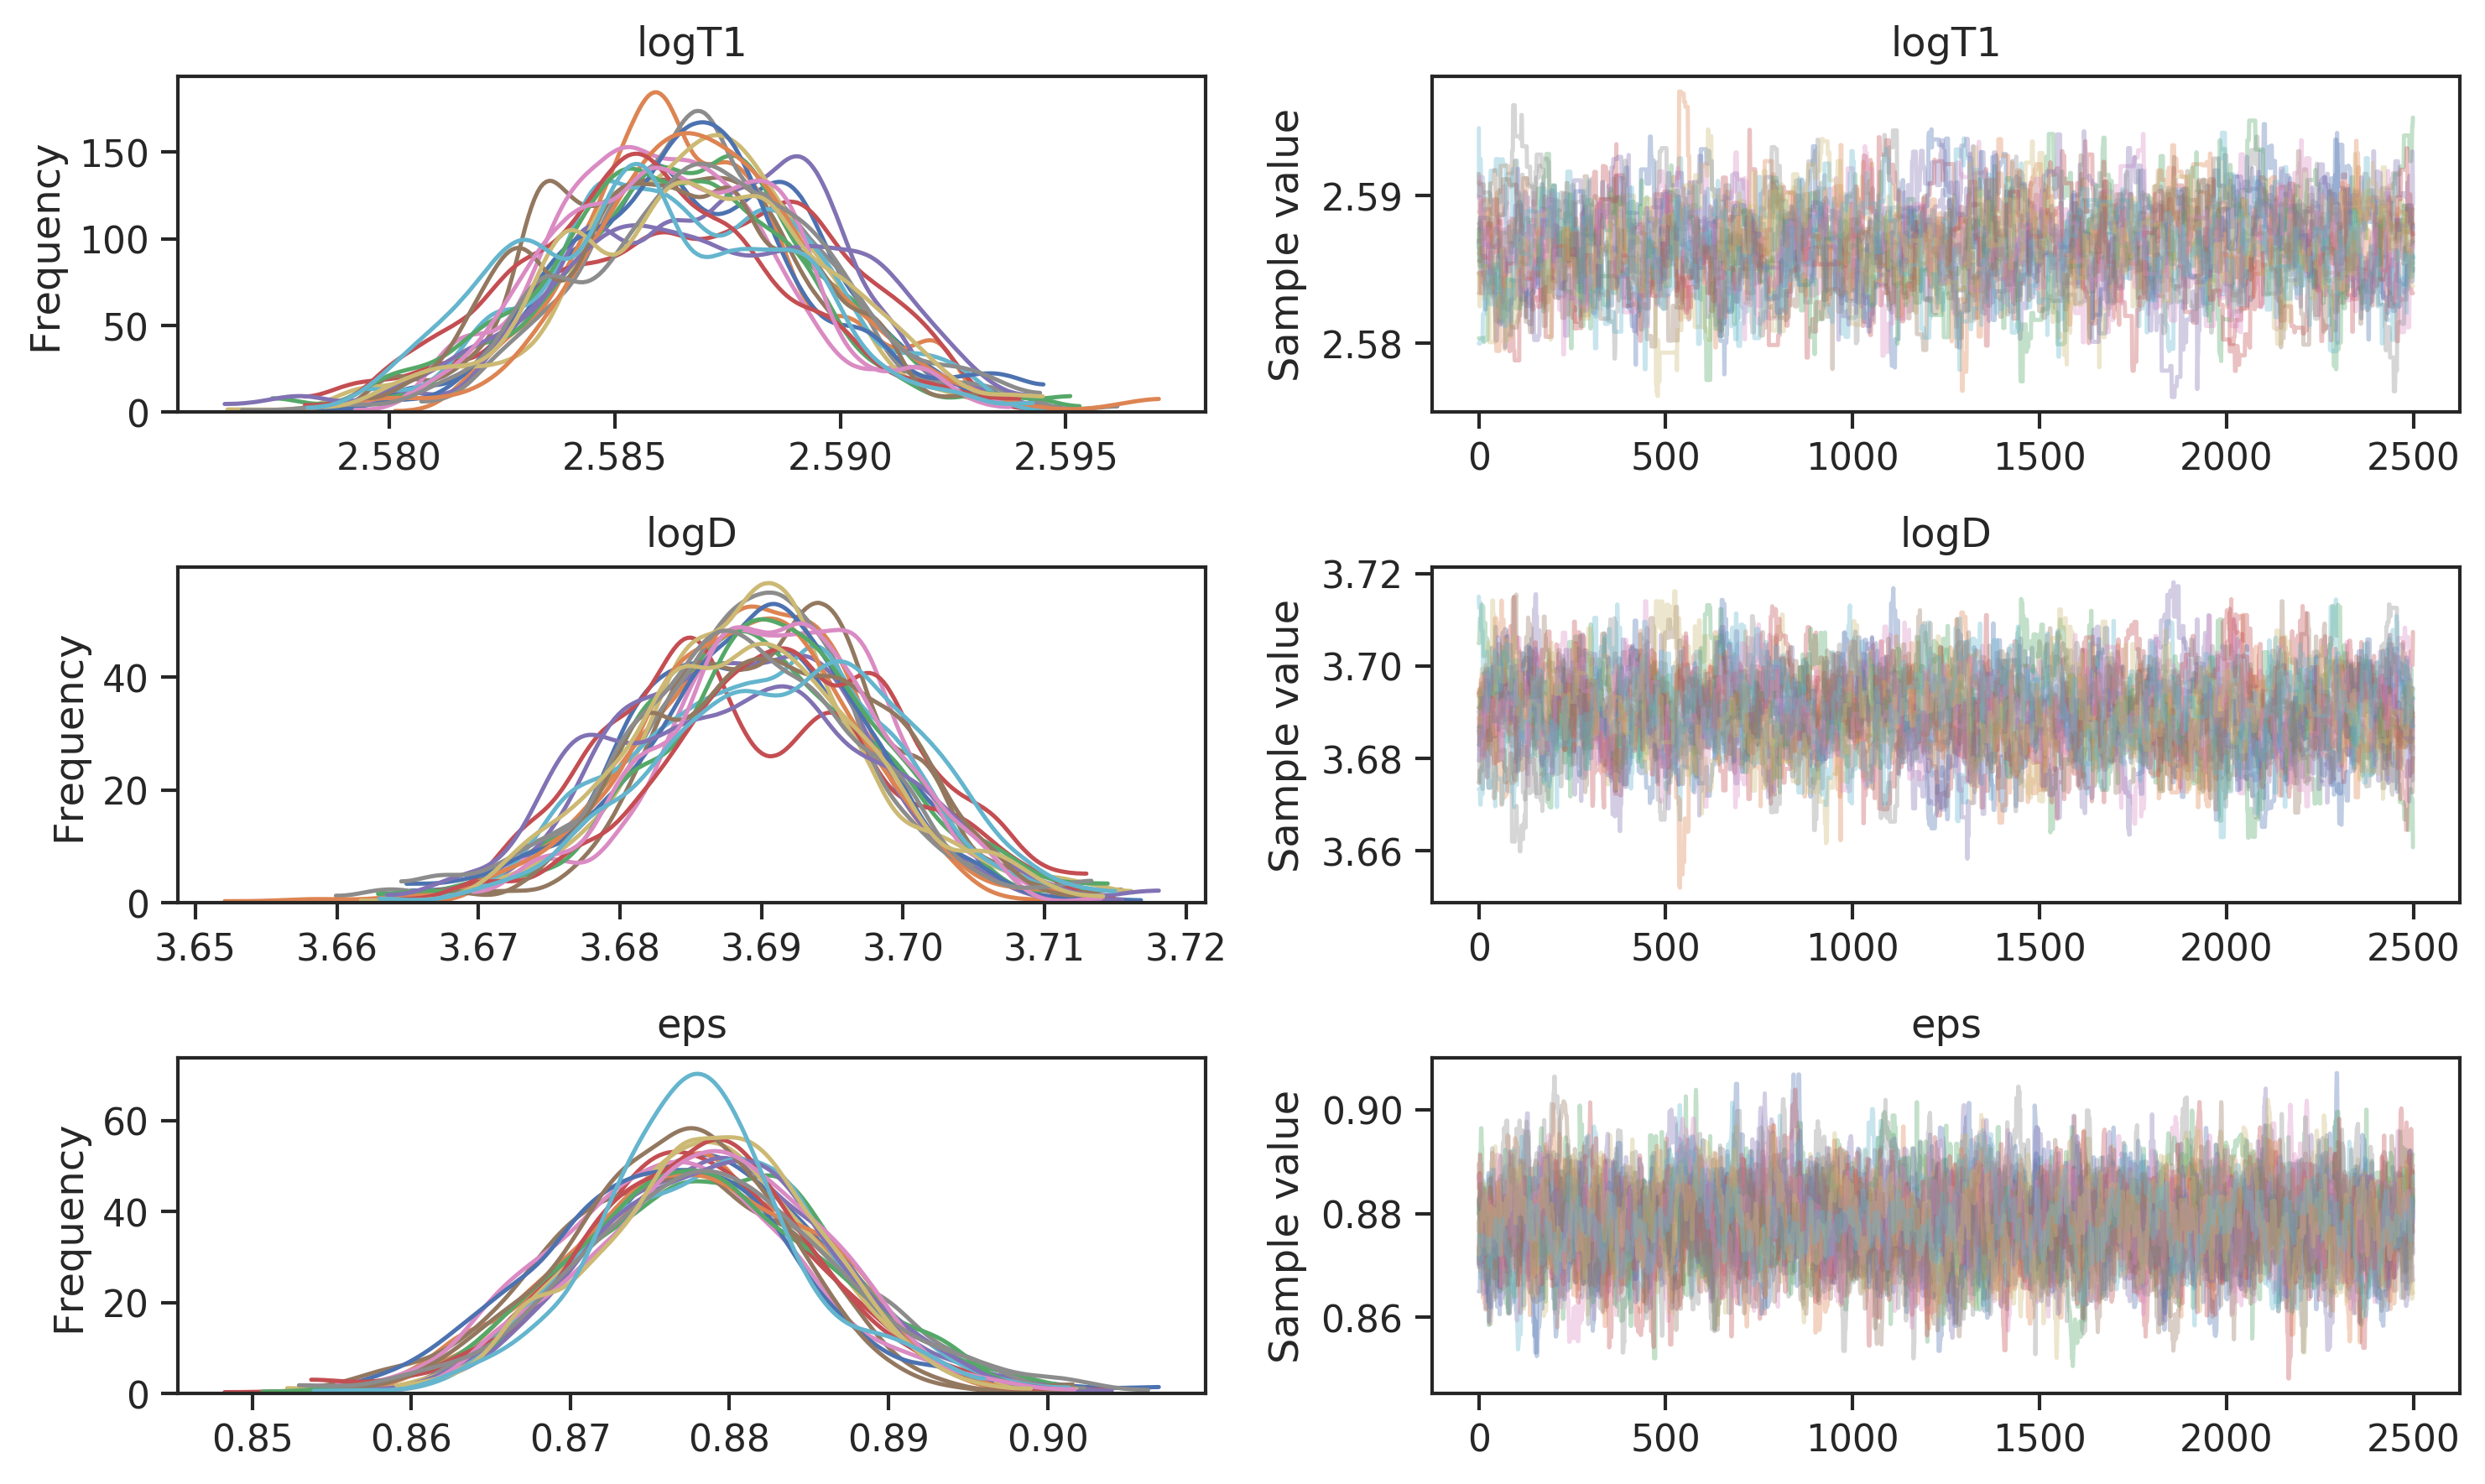 logT1
Frequency
150
100
50
0
2.580 2.585 2.590 2.595
logT1
Sample value
2.59
2.58
0 500 1000 1500 2000 2500
logD
Frequency
40
20
0
3.65 3.66 3.67 3.68 3.69 3.70 3.71 3.72
logD
Sample value
3.72
3.70
3.68
3.66
0 500 1000 1500 2000 2500
eps
Frequency
60
40
20
0
0.85 0.86 0.87 0.88 0.89 0.90
eps
Sample value
0.90
0.88
0.86
0 500 1000 1500 2000 2500